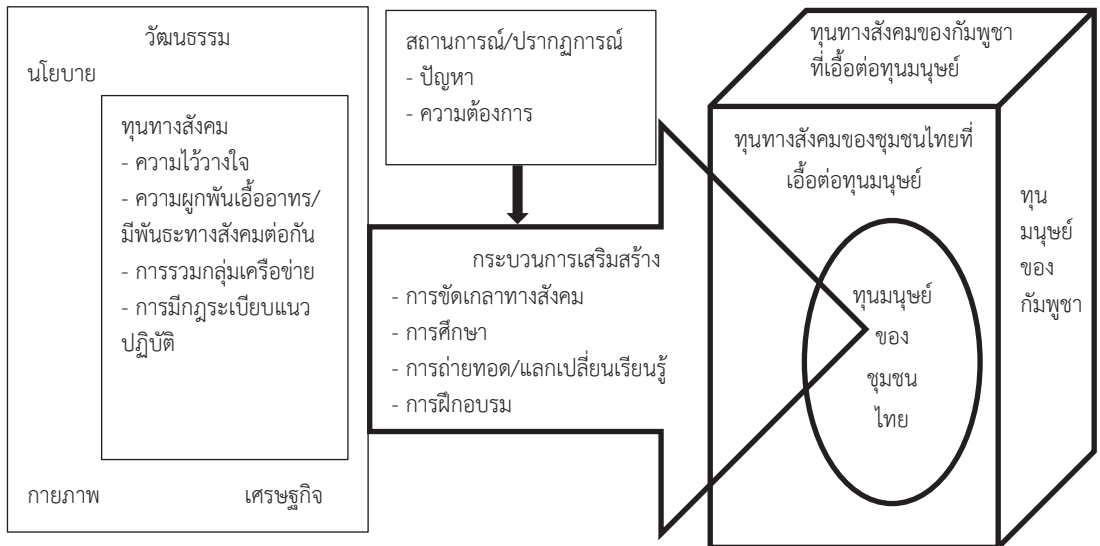 วัฒนธรรม
นโยบาย
ทุนทางสังคม
- ความไว้วางใจ
- ความผูกพันเอื้ออาทร/
มีพันธะทางสังคมต่อกัน
- การรวมกลุ่มเครือข่าย
- การมีกฎระเบียบแนว
ปฏิบัติ
กายภาพ
เศรษฐกิจ
สถานการณ์/ปรากฏการณ์
- ปัญหา
- ความต้องการ
กระบวนการเสริมสร้าง
- การขัดเกลาทางสังคม
- การศึกษา
- การถ่ายทอด/แลกเปลี่ยนเรียนรู้
- การฝึกอบรม
ทุนทางสังคมของกัมพูชา
ที่เอื้อต่อทุนมนุษย์
ทุนทางสังคมของชุมชนไทยที่
เอื้อต่อทุนมนุษย์
ทุนมนุษย์
ของ
ชุมชน
ไทย
ทุน
มนุษย์
ของ
กัมพูชา